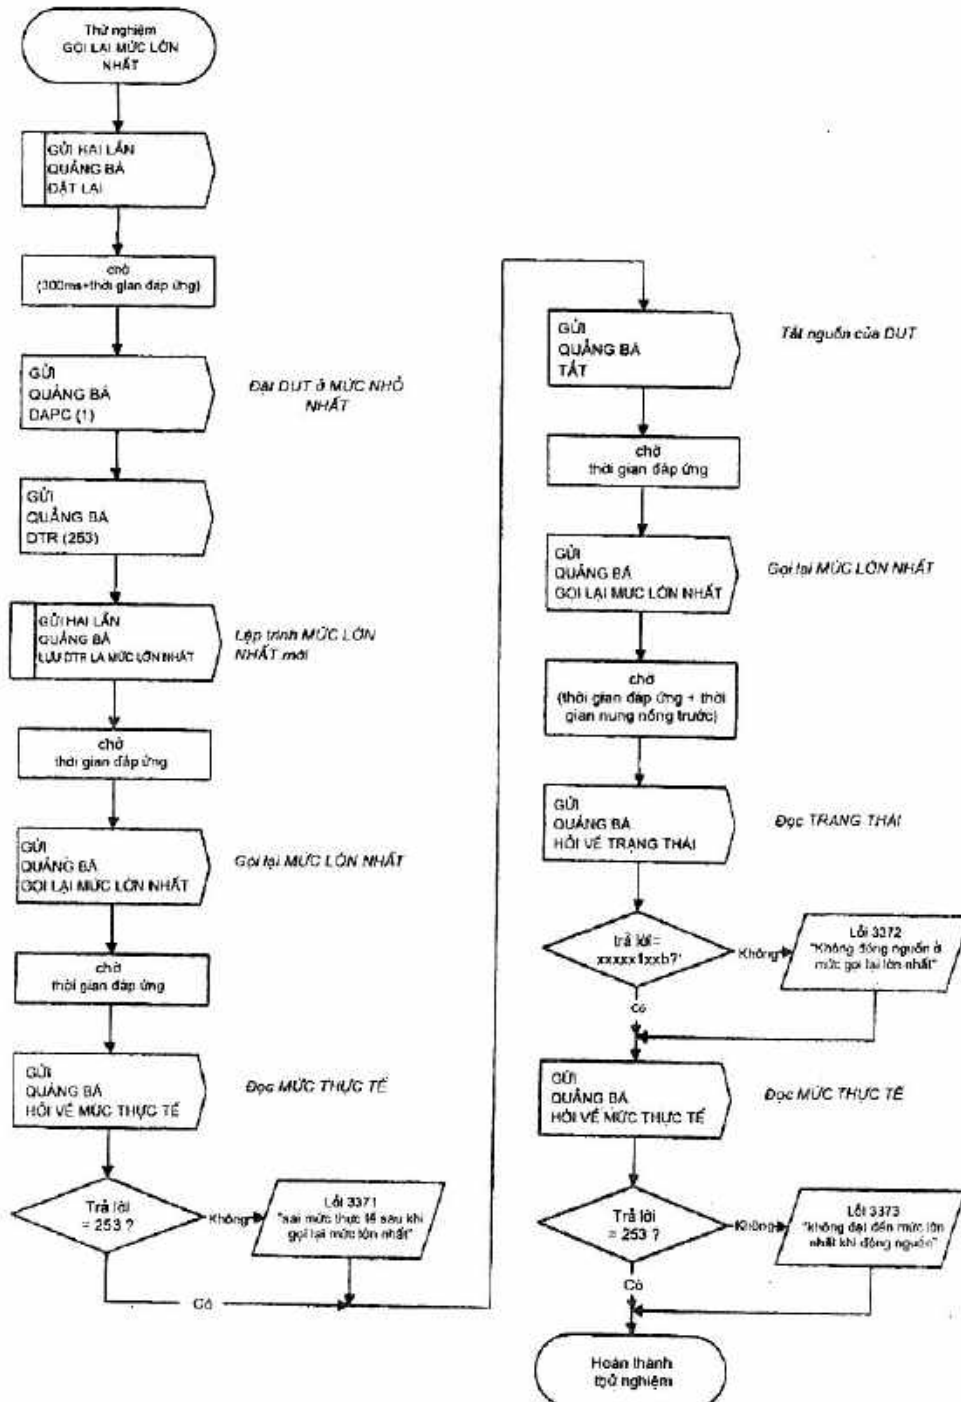 Thử nghiệm
GỌI LẠI MỨC LỚN
NHẤT
GỬI HAI LẦN
QUẢNG BÁ
ĐẶT LẠI
chờ
(300ms+thời gian đáp ứng)
GỬI
QUẢNG BÁ
DAPC (1)
Đặt DUT ở MỨC NHỎ
NHẤT
GỬI
QUẢNG BÁ
DTR (253)
GỬI HAI LẦN
QUẢNG BÁ
LƯU DTR LÀ MỨC LỚN NHẤT
Lập trình MỨC LỚN
NHẤT mới
chờ
thời gian đáp ứng
GỬI
QUẢNG BÁ
GỌI LẠI MỨC LỚN NHẤT
Gọi lại MỨC LỚN NHẤT
chờ
thời gian đáp ứng
GỬI
QUẢNG BÁ
HỎI VỀ MỨC THỰC TẾ
Đọc MỨC THỰC TẾ
Trả lời
= 253 ?
Không
Lỗi 3371
"sai mức thực tế sau khi
gọi lại mức lớn nhất"
Có
GỬI
QUẢNG BÁ
TẮT
Tắt nguồn của DUT
chờ
thời gian đáp ứng
GỬI
QUẢNG BÁ
GỌI LẠI MỨC LỚN NHẤT
Gọi lại MỨC LỚN NHẤT
chờ
(thời gian đáp ứng + thời
gian nung nóng trước)
GỬI
QUẢNG BÁ
HỎI VỀ TRẠNG THÁI
Đọc TRẠNG THÁI
trả lời=
xxxxx1xxb?'
Không
Lỗi 3372
"Không đóng nguồn ở
mức gọi lại lớn nhất"
Có
GỬI
QUẢNG BÁ
HỎI VỀ MỨC THỰC TẾ
Đọc MỨC THỰC TẾ
Trả lời
= 253 ?
Không
Lỗi 3373
"không đạt đến mức lớn
nhất khi đóng nguồn"
Có
Hoàn thành
thử nghiệm